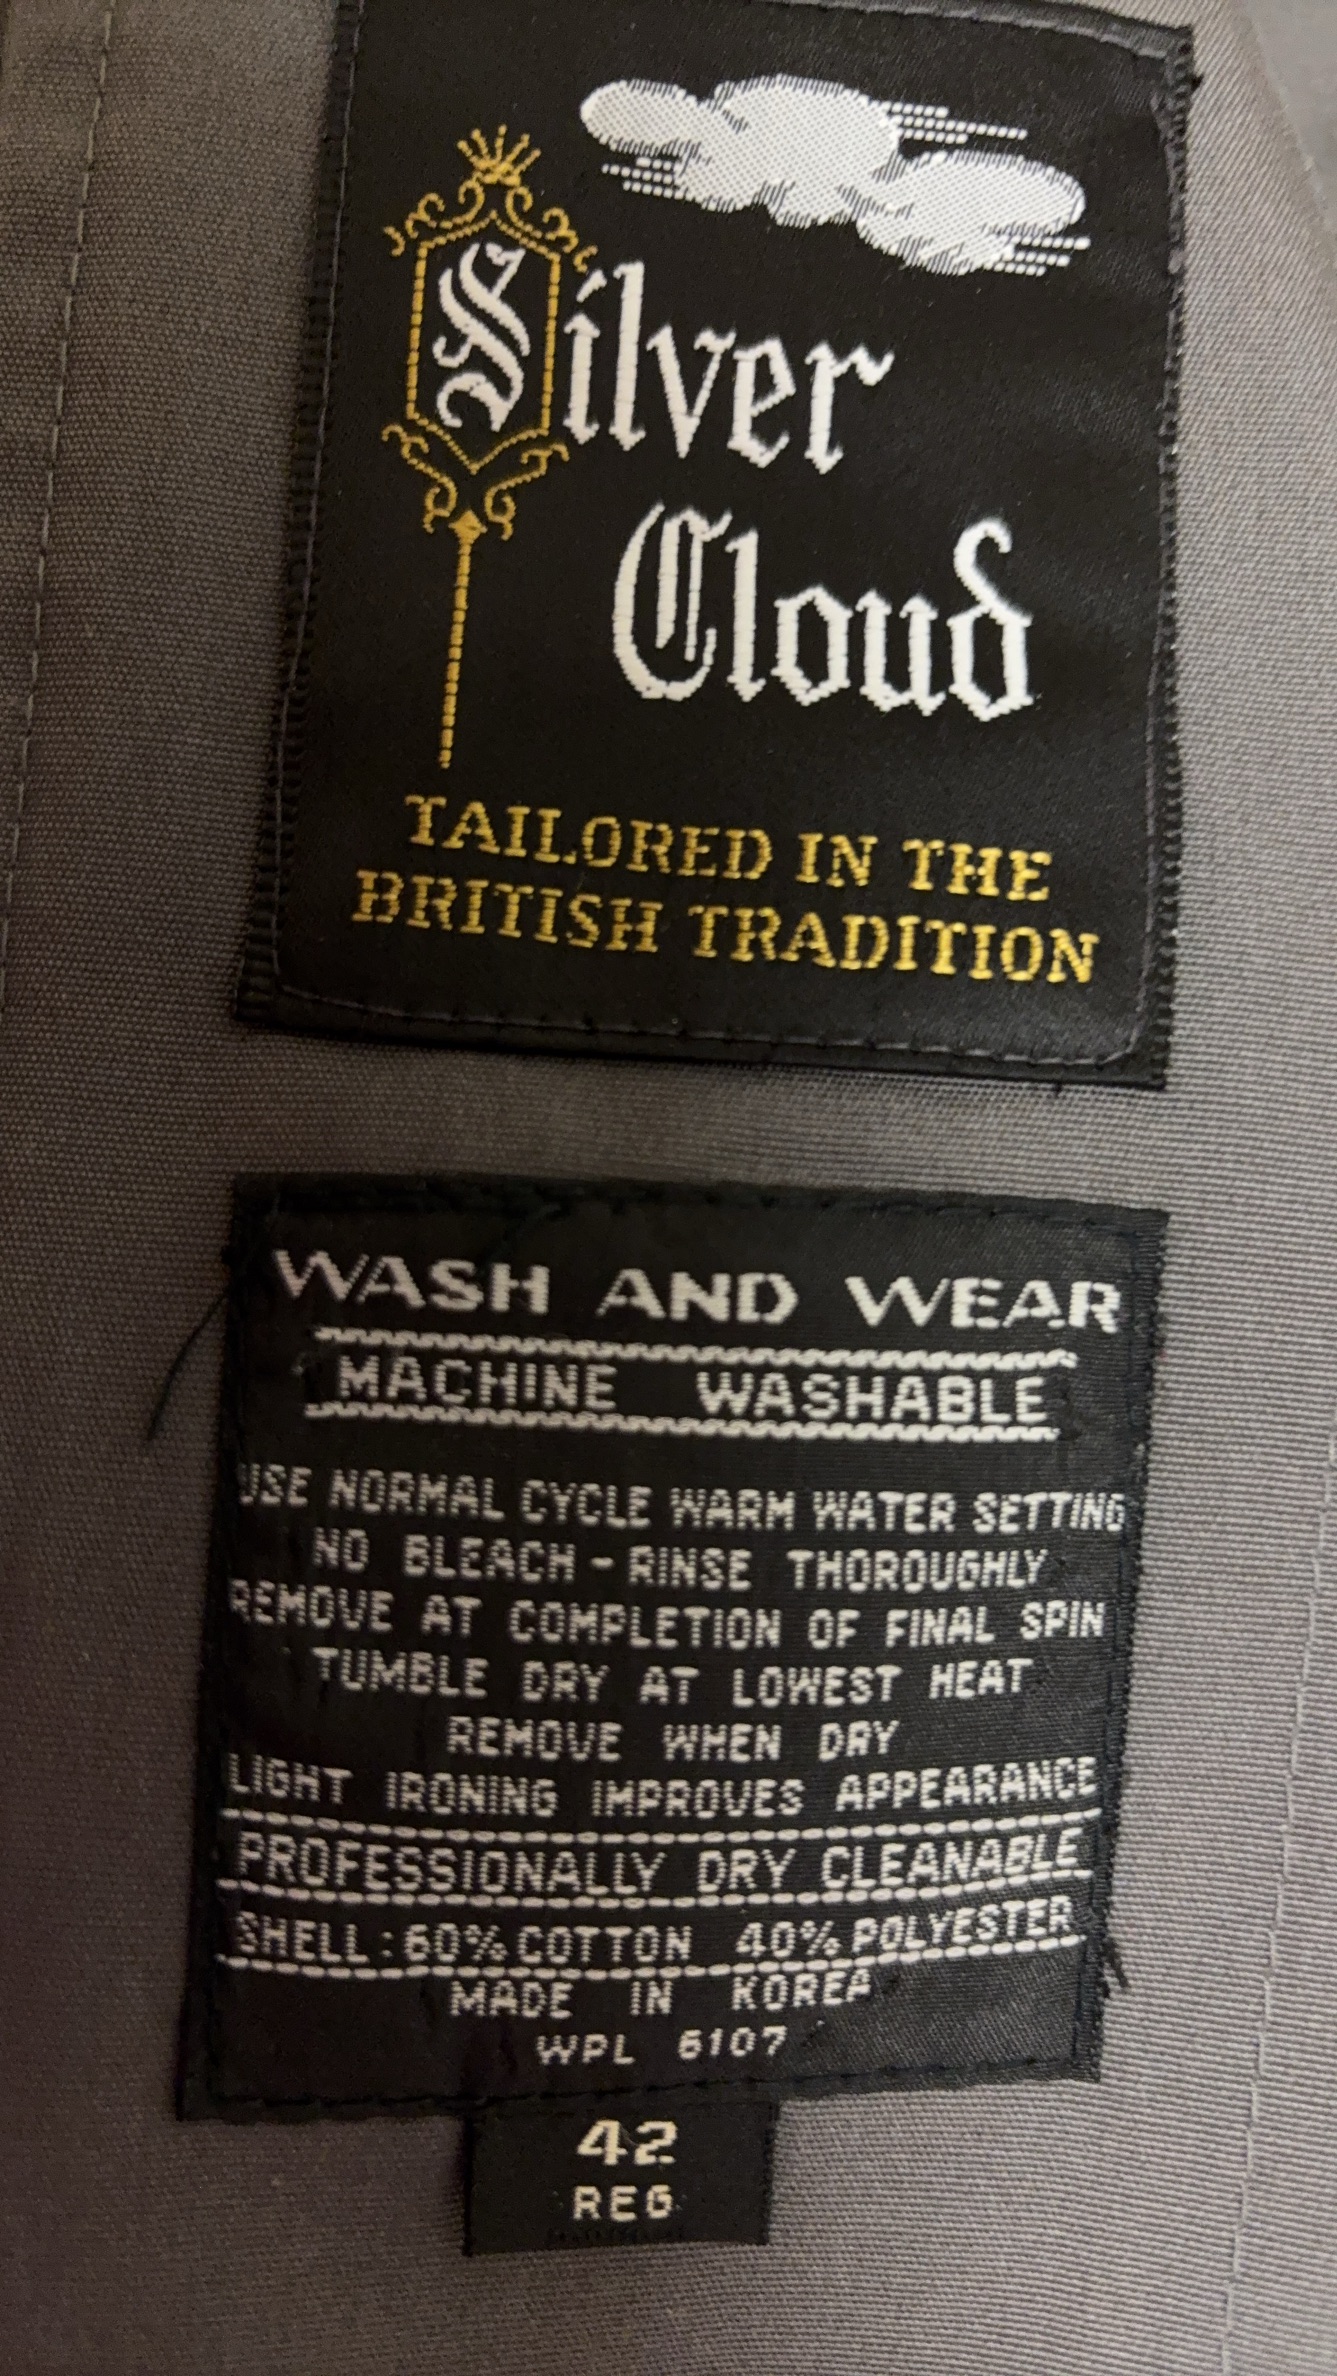 Silver
Cloud
TAILORED IN THE
BRITISH TRADITION
WASH AND WEAR
MACHINE WASHABLE
USE NORMAL CYCLE WARM WATER SETTING
NO BLEACH - RINSE THOROUGHLY
REMOVE AT COMPLETION OF FINAL SPIN
TUMBLE DRY AT LOWEST HEAT
REMOVE WHEN DRY
LIGHT IRONING IMPROVES APPEARANCE
PROFESSIONALLY DRY CLEANABLE
SHELL: 60% COTTON 40% POLYESTER
MADE IN KOREA
WPL 6107
42
REG